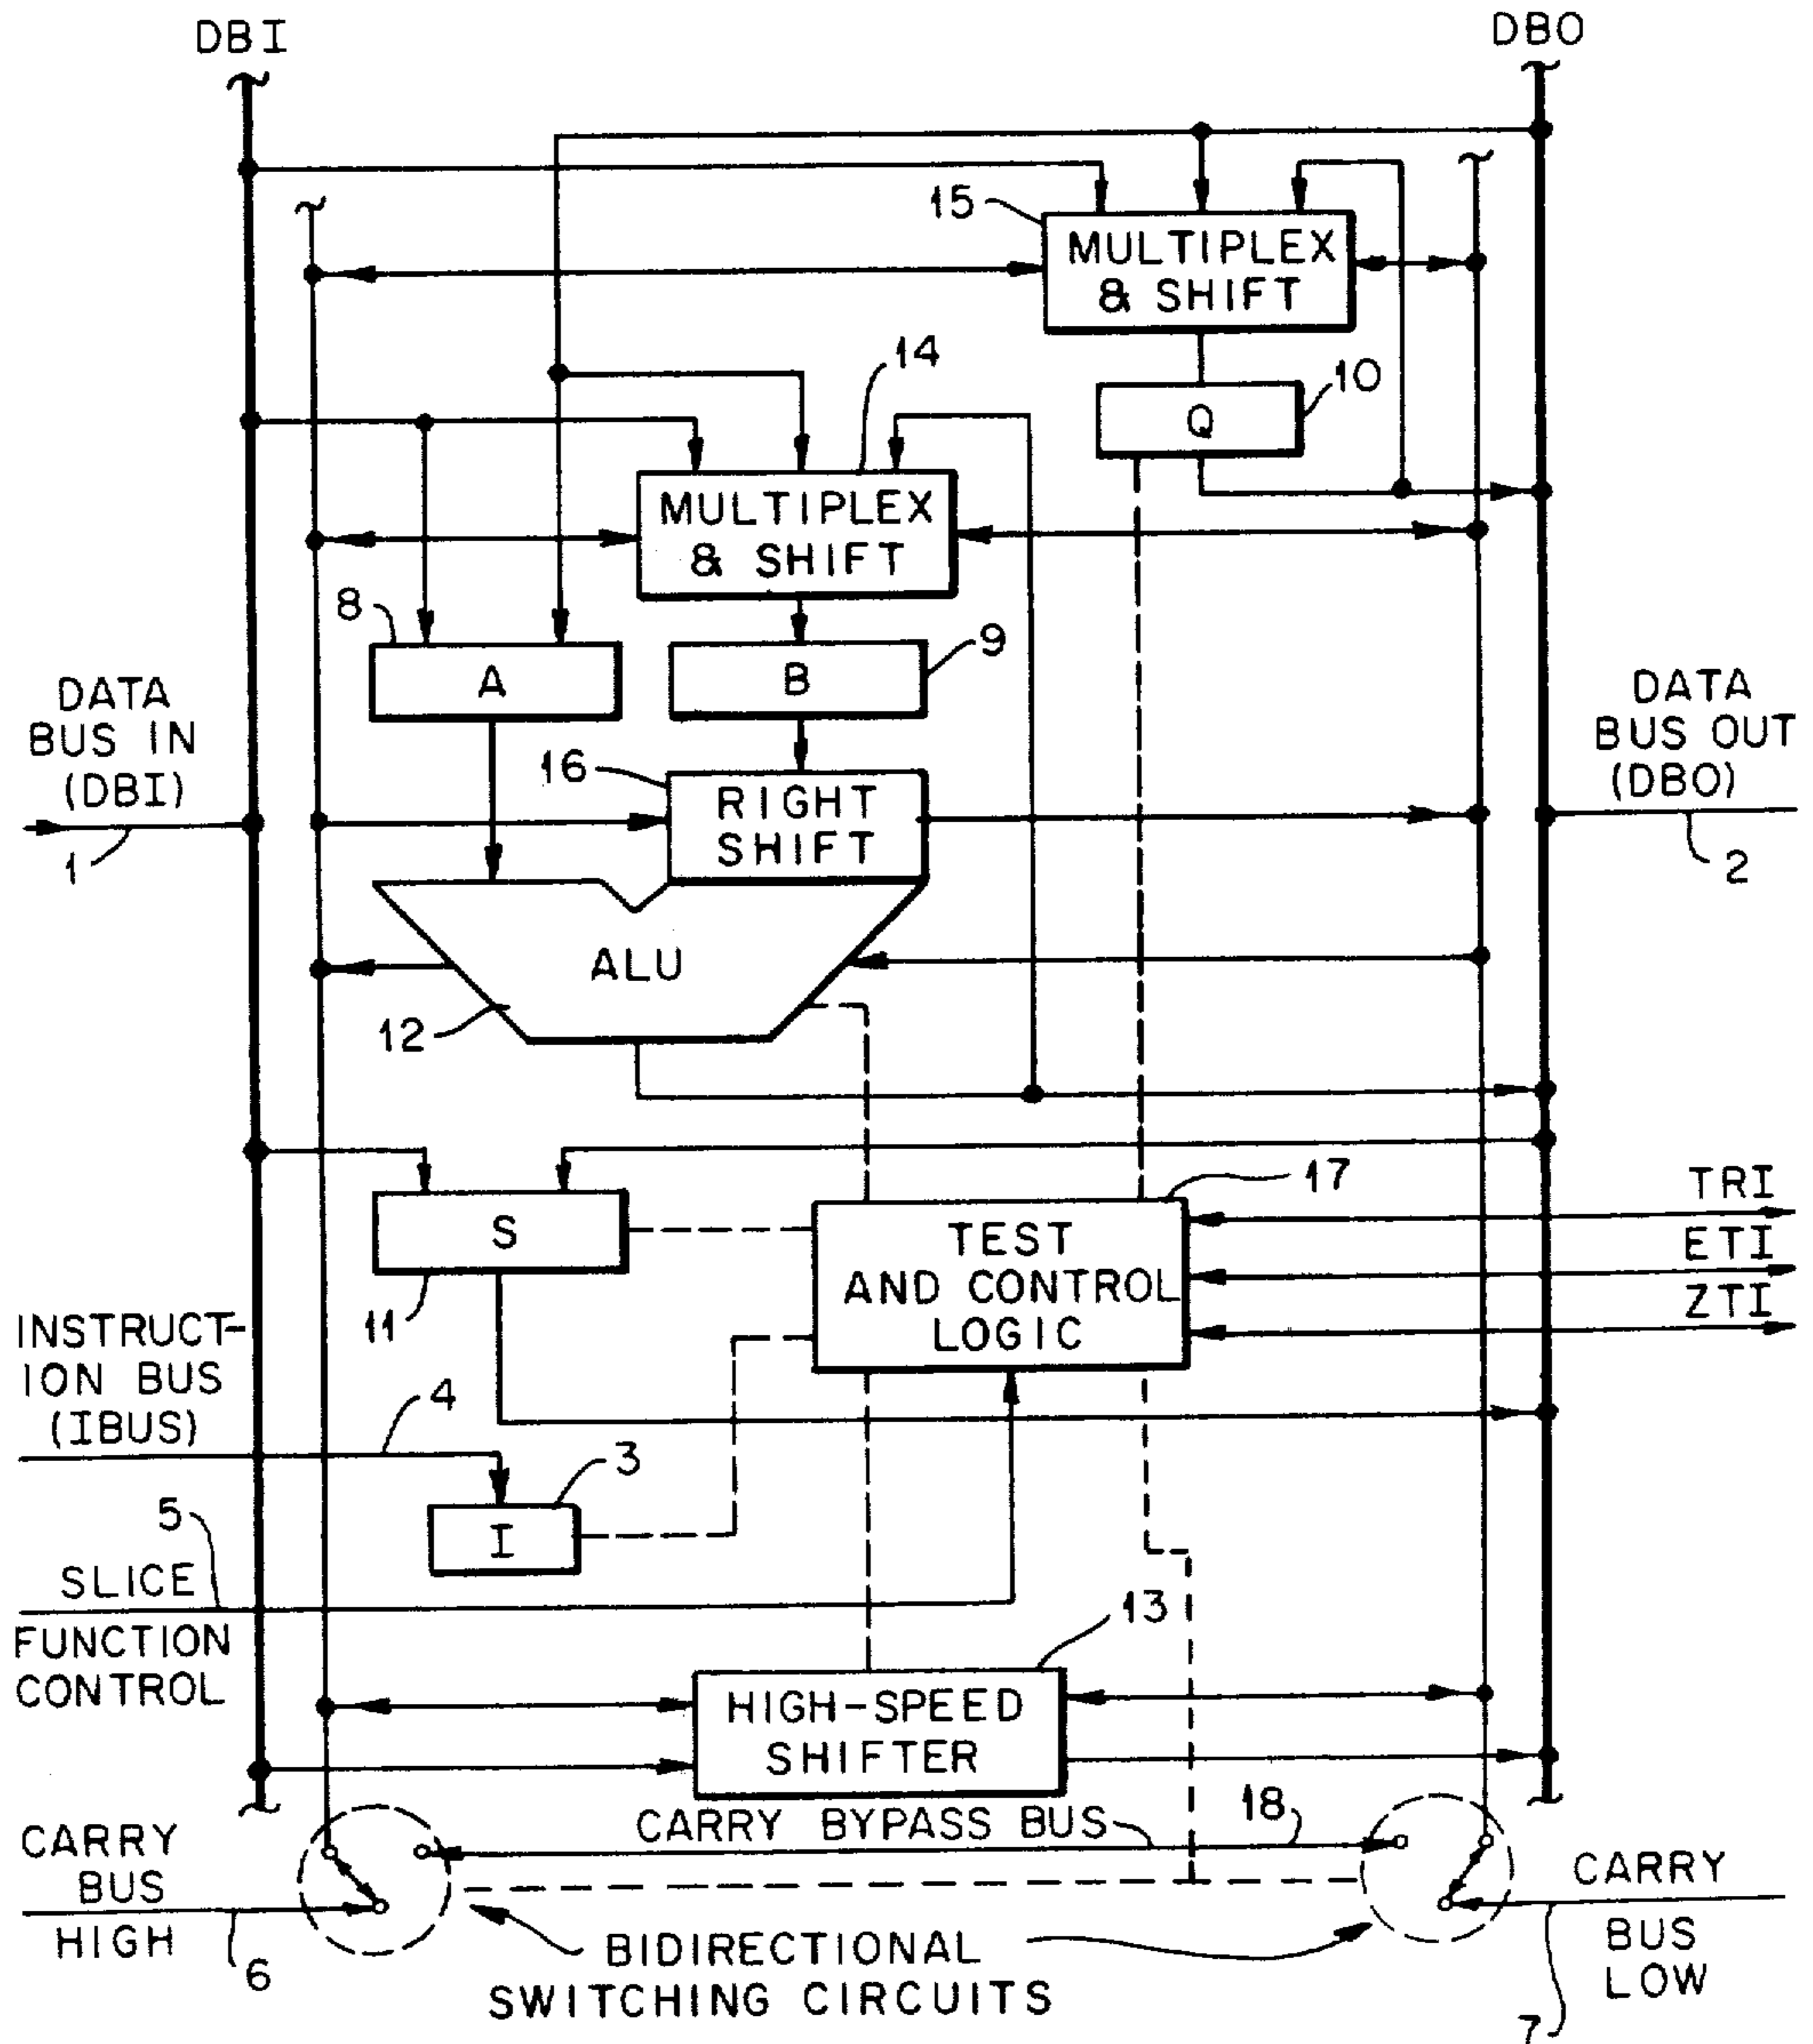 DBI
DBO
15
MULTIPLEX
& SHIFT
14
10
Q
MULTIPLEX
& SHIFT
8
9
A
B
DATA
BUS IN
(DBI)
1
DATA
BUS OUT
(DBO)
2
16
RIGHT
SHIFT
ALU
12
17
TRI
ETI
ZTI
S
11
TEST
AND CONTROL
LOGIC
INSTRUCT-
ION BUS
(IBUS)
4
3
I
5
SLICE
FUNCTION
CONTROL
13
HIGH-SPEED
SHIFTER
CARRY BYPASS BUS
18
CARRY
BUS
HIGH
6
CARRY
BUS
LOW
7
BIDIRECTIONAL
SWITCHING CIRCUITS